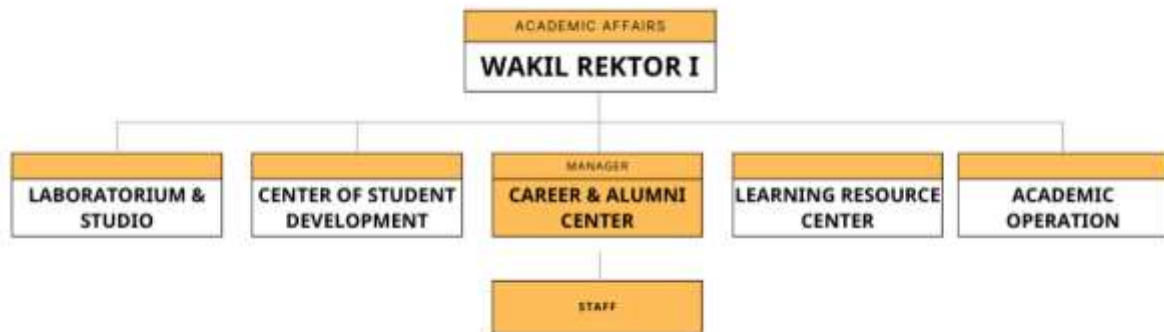 ACADEMIC AFFAIRS
WAKIL REKTOR I
LABORATORIUM &
STUDIO
CENTER OF STUDENT
DEVELOPMENT
MANAGER
CAREER & ALUMNI
CENTER
LEARNING RESOURCE
CENTER
ACADEMIC
OPERATION
STAFF